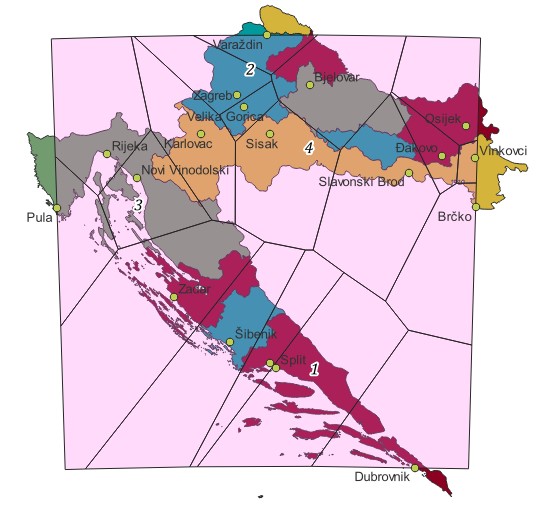 Varaždin
2
Bjelovar
Zagreb
Velika Gorica
Osijek
Karlovac
Sisak
4
Đakovo
Vinkovci
Rijeka
Novi Vinodolski
Slavonski Brod
3
Pula
Brčko
Zadar
Šibenik
Split
1
Dubrovnik